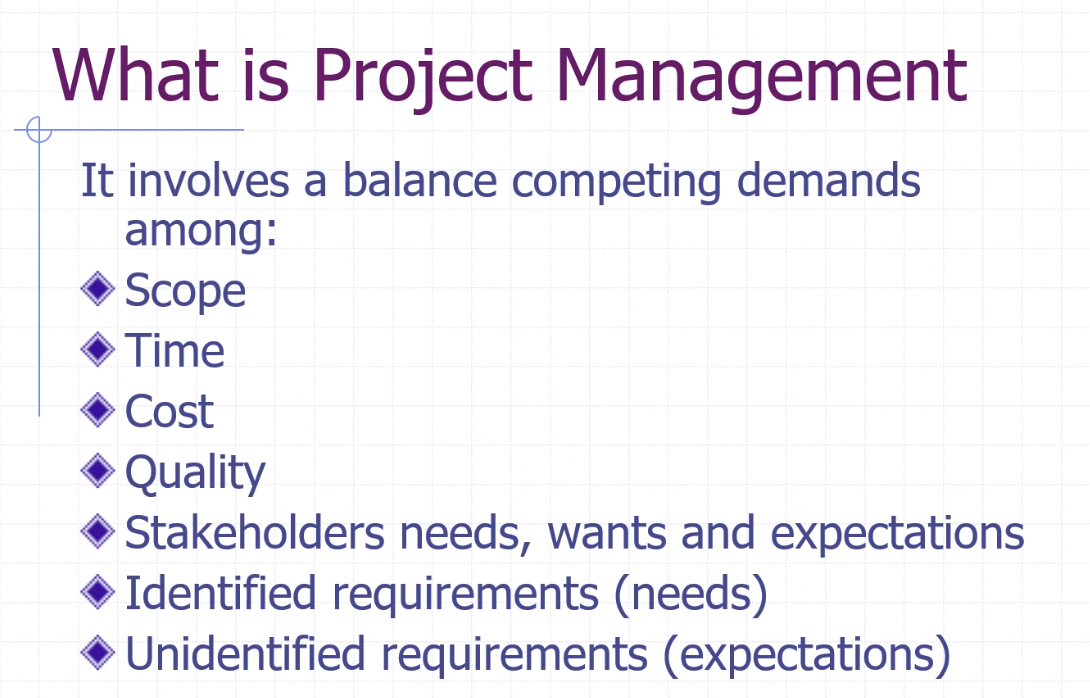 What is Project Management
It involves a balance competing demands
among:
Scope
Time
Cost
Quality
Stakeholders needs, wants and expectations
Identified requirements (needs)
Unidentified requirements (expectations)